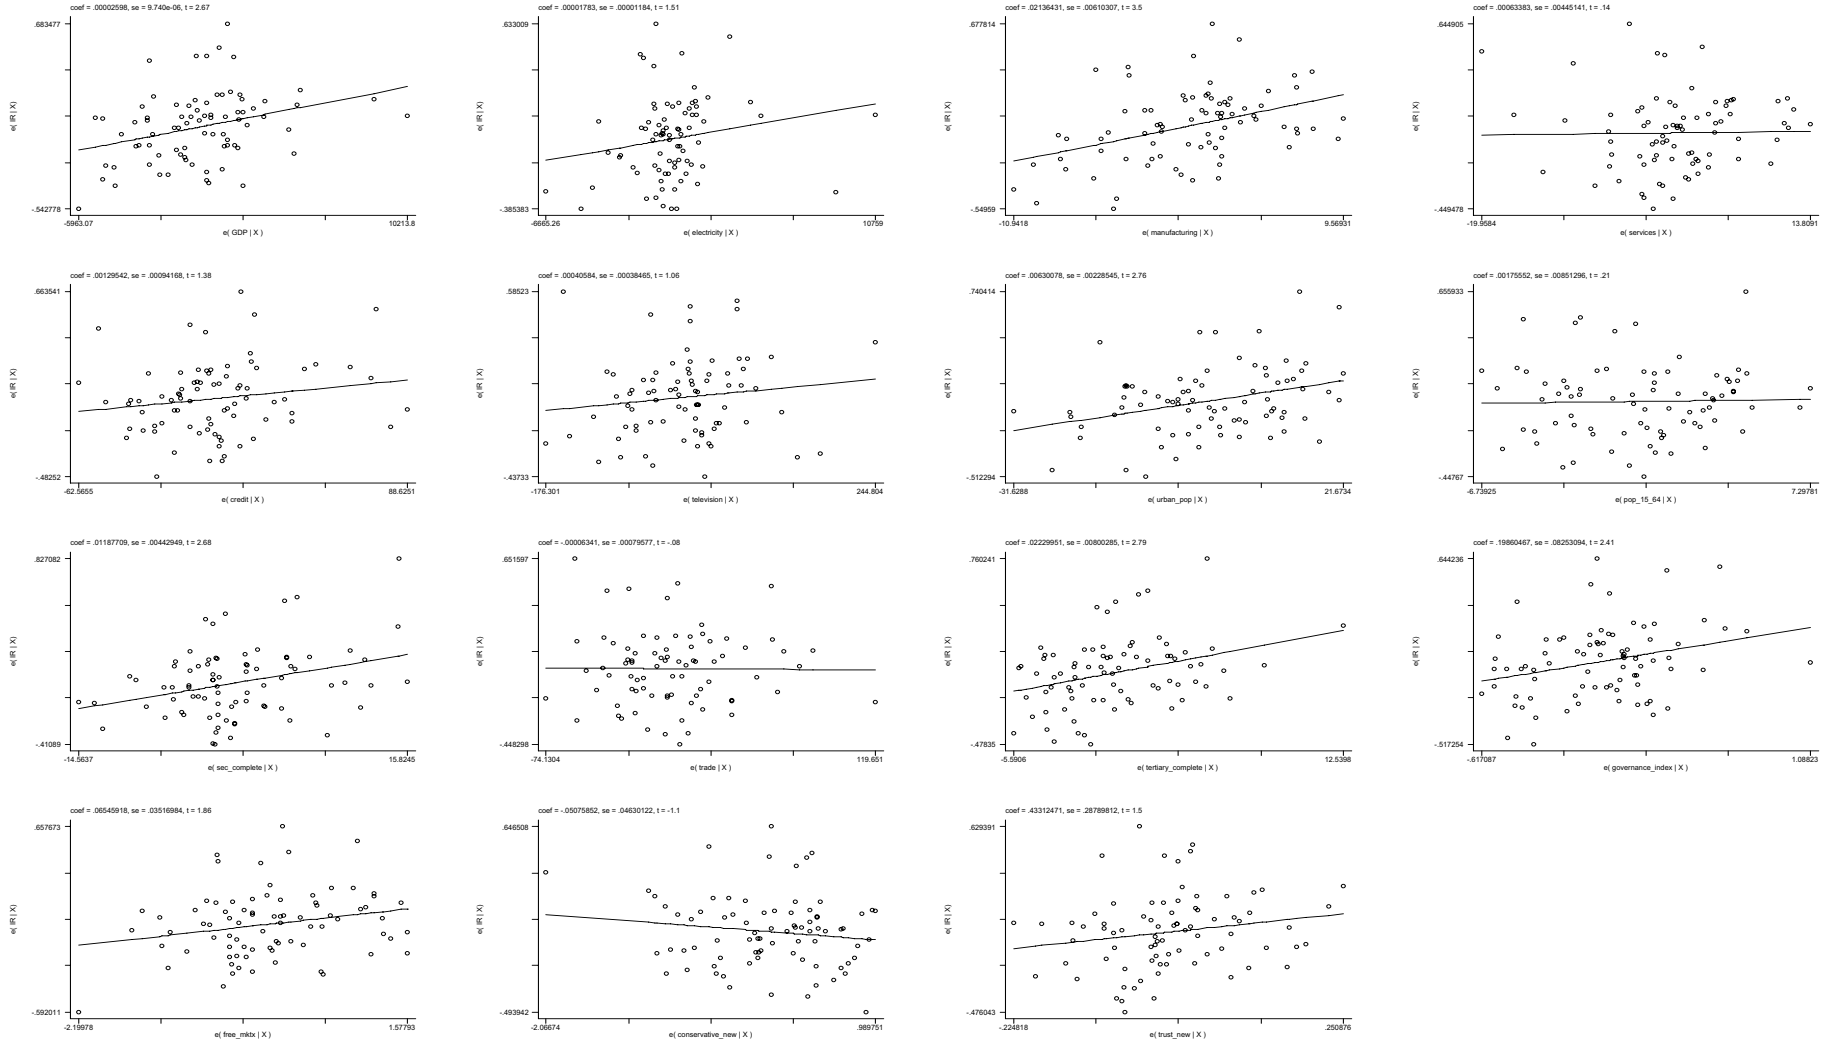 coef = .00002598, se = 9.740e-06, t = 2.67
.683477
e( IR | X)
-.542778
-5963.07
10213.8
e( GDP | X )
coef = .00001783, se = .00001184, t = 1.51
.633009
e( IR | X)
-.385383
-6665.26
10759
e( electricity | X )
coef = .02136431, se = .00610307, t = 3.5
.677814
e( IR | X)
-.54959
-10.9418
9.56931
e( manufacturing | X )
coef = .00063383, se = .00445141, t = .14
.644905
e( IR | X)
-.449478
-19.9584
13.8091
e( services | X )
coef = .00129542, se = .00094168, t = 1.38
.663541
e( IR | X)
-.48252
-62.5655
88.6251
e( credit | X )
coef = .00040584, se = .00038465, t = 1.06
.58523
e( IR | X)
-.43733
-176.301
244.804
e( television | X )
coef = .00630078, se = .00228545, t = 2.76
.740414
e( IR | X)
-.512294
-31.6288
21.6734
e( urban_pop | X )
coef = .00175552, se = .00851296, t = .21
.655933
e( IR | X)
-.44767
-6.73925
7.29781
e( pop_15_64 | X )
coef = .01187709, se = .00442949, t = 2.68
.827082
e( IR | X)
-.41089
-14.5637
15.8245
e( sec_complete | X )
coef = -.00006341, se = .00079577, t = -.08
.651597
e( IR | X)
-.448298
-74.1304
119.651
e( trade | X )
coef = .02229951, se = .00800285, t = 2.79
.760241
e( IR | X)
-.47835
-5.5906
12.5398
e( tertiary_complete | X )
coef = .19860467, se = .08253094, t = 2.41
.644236
e( IR | X)
-.517254
-.617087
1.08823
e( governance_index | X )
coef = .06545918, se = .03516984, t = 1.86
.657673
e( IR | X)
-.592011
-2.19978
1.57793
e( free_mktx | X )
coef = -.05075852, se = .04630122, t = -1.1
.646508
e( IR | X)
-.493942
-2.06674
.989751
e( conservative_new | X )
coef = .43312471, se = .28789812, t = 1.5
.629391
e( IR | X)
-.476043
-.224818
.250876
e( trust_new | X )